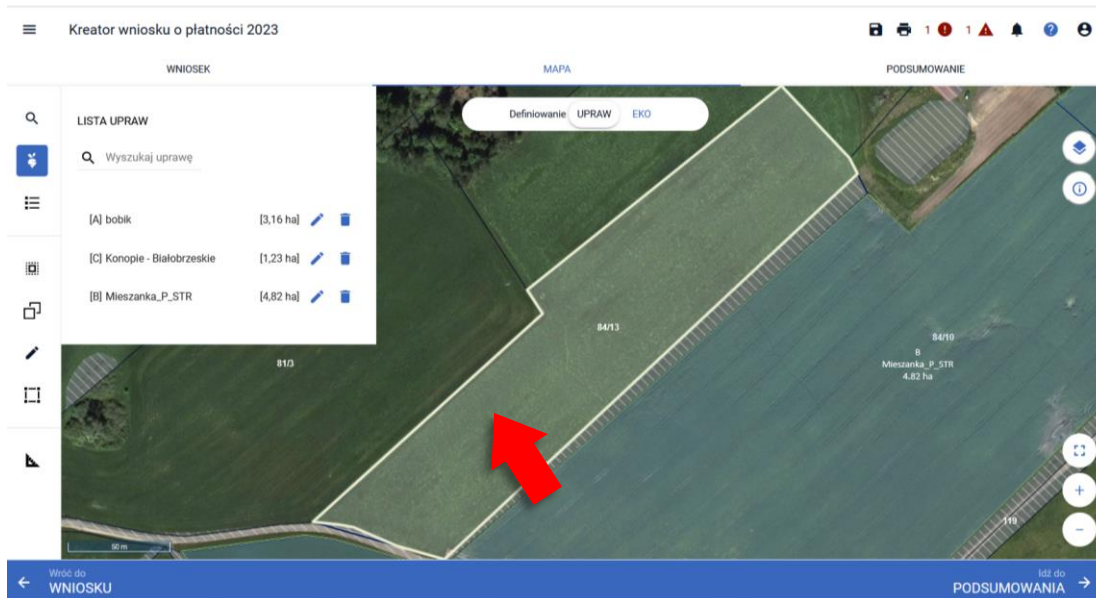 Kreator wniosku o płatności 2023
1 1
WNIOSEK
MAPA
PODSUMOWANIE
LISTA UPRAW
Wyszukaj uprawę
[A] bobik [3,16 ha]
[C] Konopie - Białobrzeskie [1,23 ha]
[B] Mieszanka_P_STR [4,82 ha]
Definiowanie UPRAW EKO
84/13
81/3
84/10
B
Mieszanka_P_STR
4.82 ha
119
50 m
Wróć do
WNIOSKU
Idź do
PODSUMOWANIA